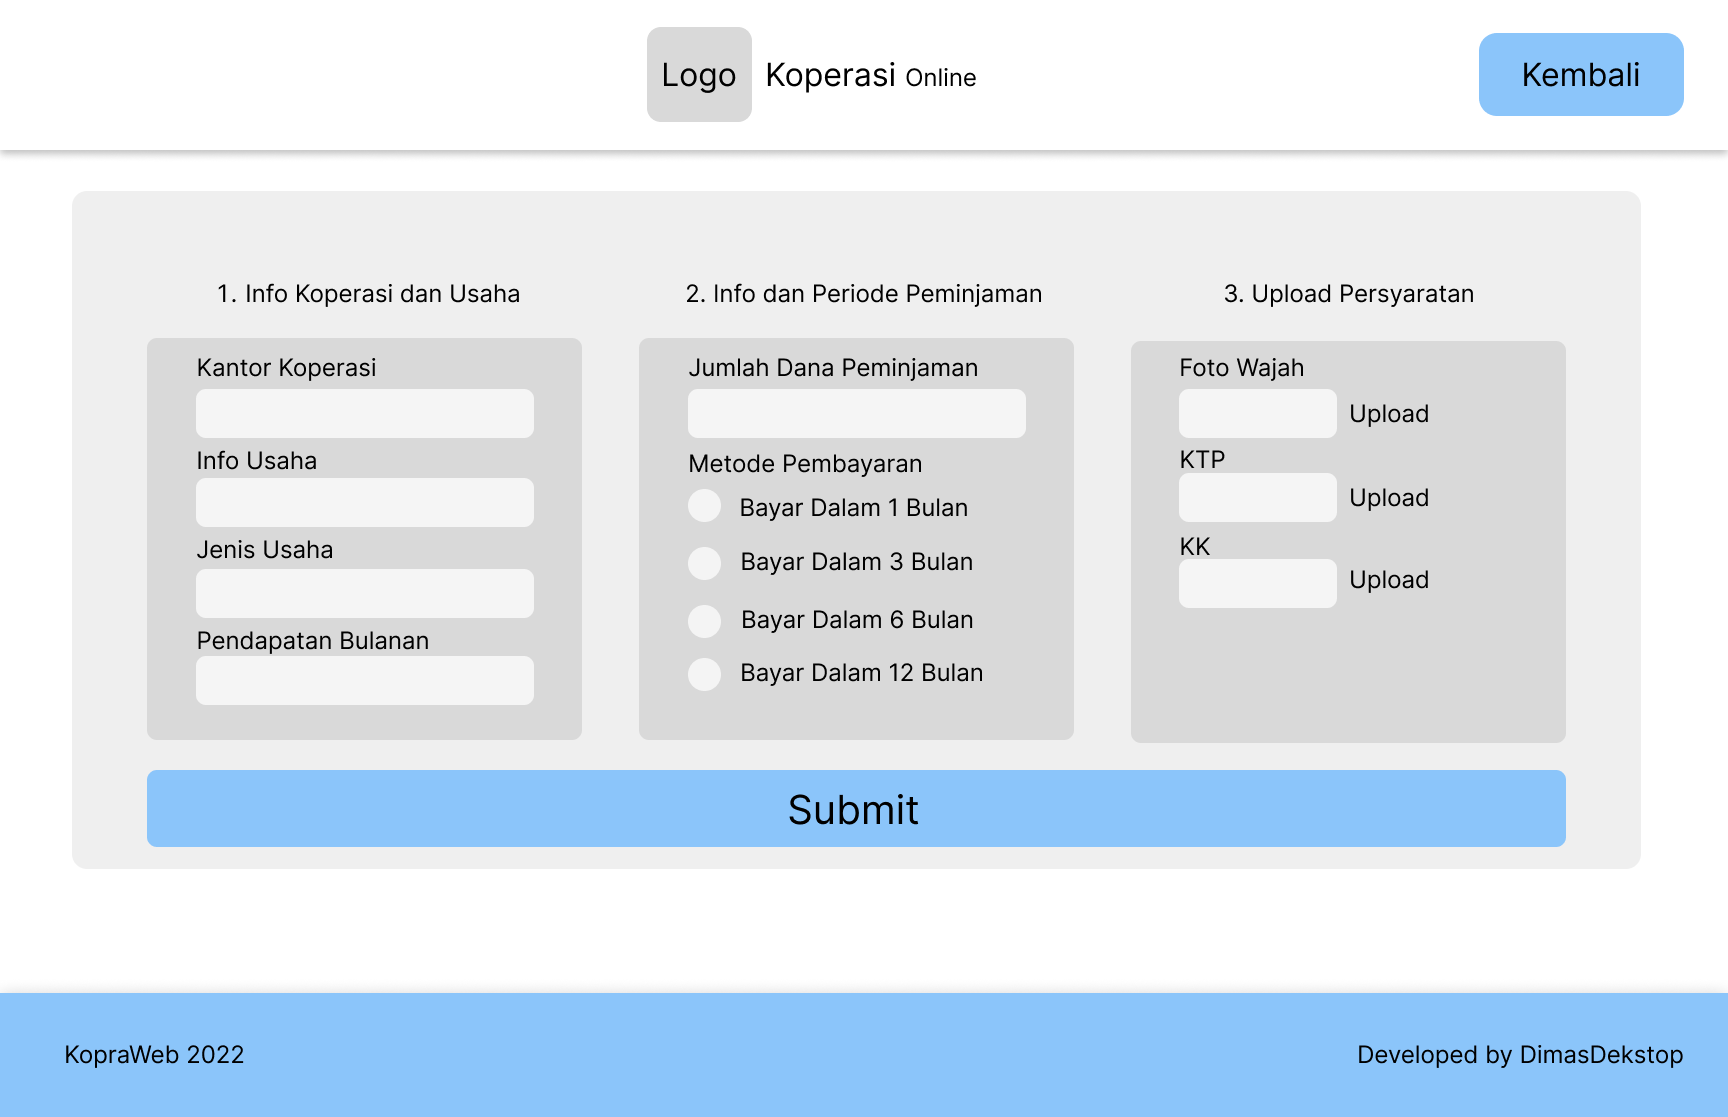 Logo
Koperasi Online
Kembali
1. Info Koperasi dan Usaha
Kantor Koperasi
Info Usaha
Jenis Usaha
Pendapatan Bulanan
2. Info dan Periode Peminjaman
Jumlah Dana Peminjaman
Metode Pembayaran
Bayar Dalam 1 Bulan
Bayar Dalam 3 Bulan
Bayar Dalam 6 Bulan
Bayar Dalam 12 Bulan
3. Upload Persyaratan
Foto Wajah
Upload
KTP
Upload
KK
Upload
Submit
KopraWeb 2022
Developed by DimasDekstop